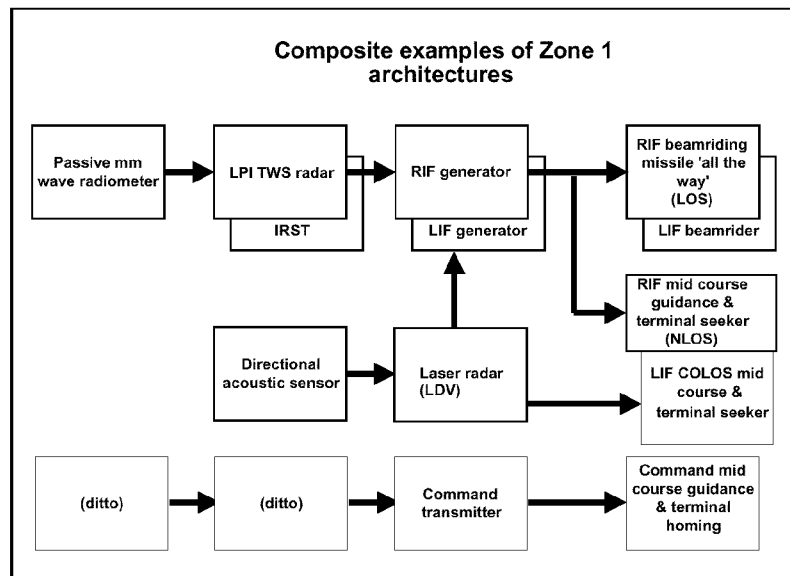 Composite examples of Zone 1
architectures
Passive mm
wave radiometer
LPI TWS radar
IRST
RIF generator
LIF generator
RIF beamriding
missile 'all the
way'
(LOS)
LIF beamrider
RIF mid course
guidance &
terminal seeker
(NLOS)
Directional
acoustic sensor
Laser radar
(LDV)
LIF COLOS mid
course &
terminal seeker
(ditto)
(ditto)
Command
transmitter
Command mid
course guidance
& terminal
homing